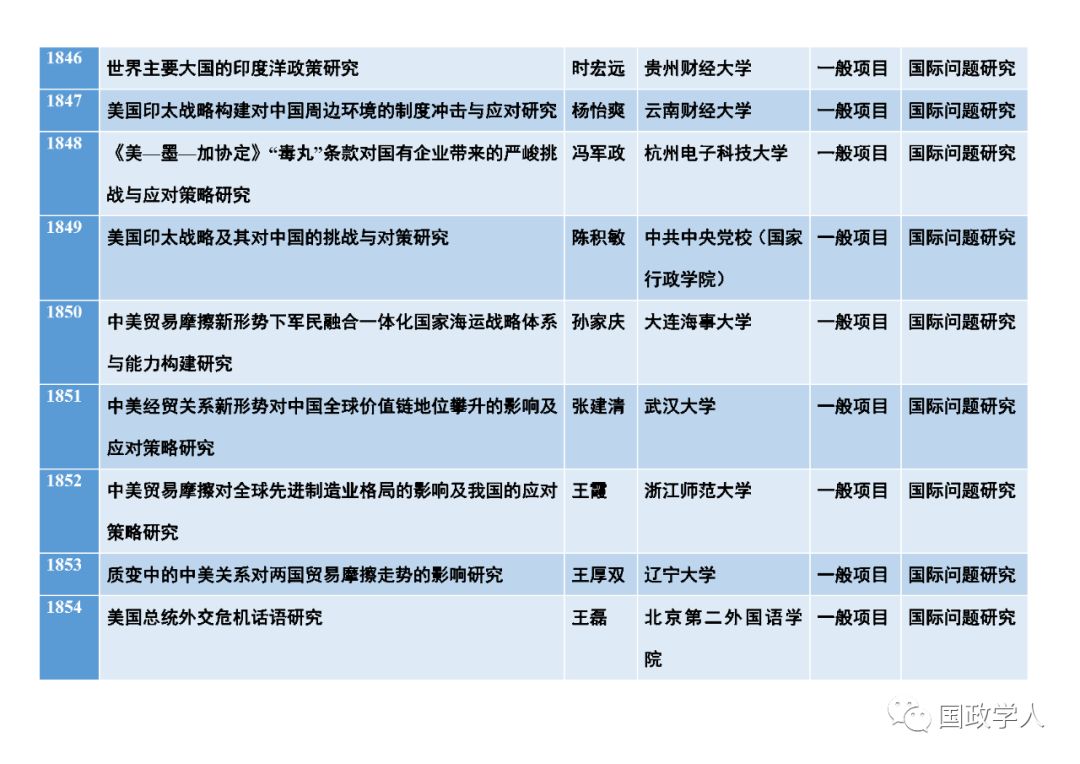 1846 世界主要大国的印度洋政策研究 时宏远 贵州财经大学 一般项目 国际问题研究
1847 美国印太战略构建对中国周边环境的制度冲击与应对研究 杨怡爽 云南财经大学 一般项目 国际问题研究
1848 《美—墨—加协定》“毒丸”条款对国有企业带来的严峻挑 冯军政 杭州电子科技大学 一般项目 国际问题研究
战与应对策略研究
1849 美国印太战略及其对中国的挑战与对策研究 陈积敏 中共中央党校（国家 一般项目 国际问题研究
行政学院）
1850 中美贸易摩擦新形势下军民融合一体化国家海运战略体系 孙家庆 大连海事大学 一般项目 国际问题研究
与能力构建研究
1851 中美经贸关系新形势对中国全球价值链地位攀升的影响及 张建清 武汉大学 一般项目 国际问题研究
应对策略研究
1852 中美贸易摩擦对全球先进制造业格局的影响及我国的应对 王霞 浙江师范大学 一般项目 国际问题研究
策略研究
1853 质变中的中美关系对两国贸易摩擦走势的影响研究 王厚双 辽宁大学 一般项目 国际问题研究
1854 美国总统外交危机话语研究 王磊 北京第二外国语学 一般项目 国际问题研究
院
国政学人